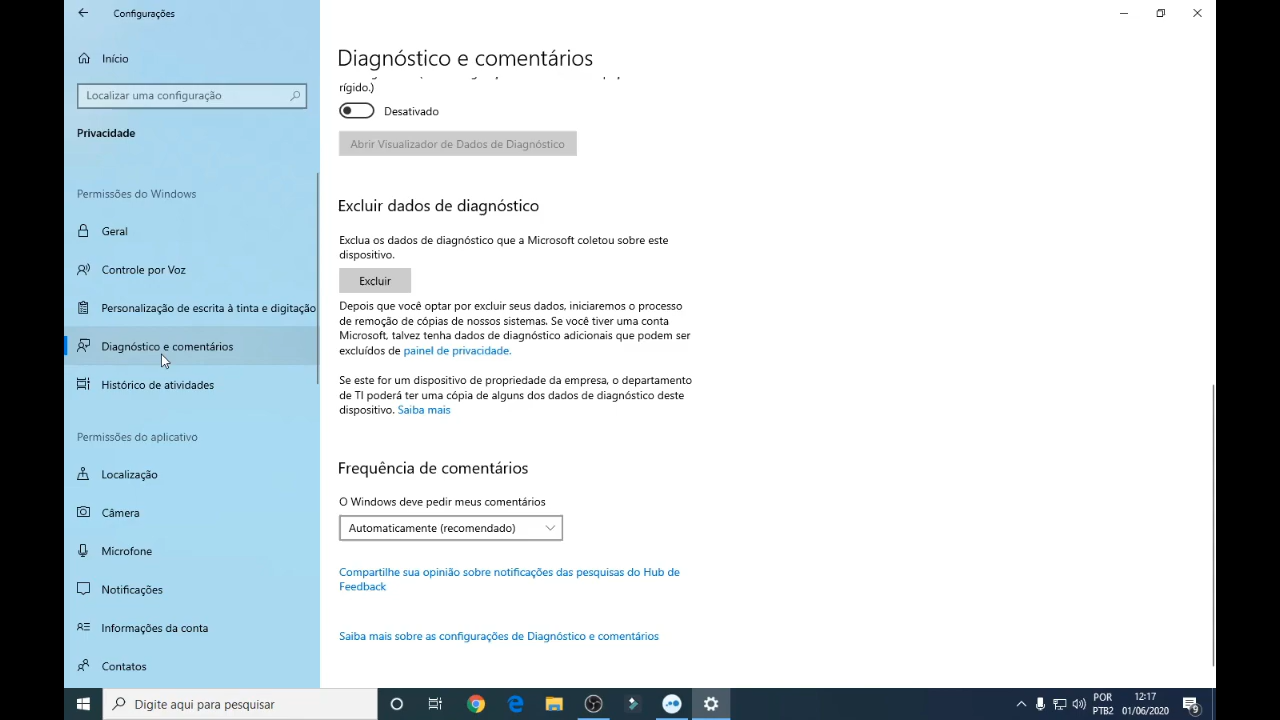 Configurações
Início
Localizar uma configuração
Privacidade
Permissões do Windows
Geral
Controle por Voz
Personalização de escrita à tinta e digitação
Diagnóstico e comentários
Histórico de atividades
Permissões do aplicativo
Localização
Câmera
Microfone
Notificações
Informações da conta
Contatos
Diagnóstico e comentários
rígido.)
Desativado
Abrir Visualizador de Dados de Diagnóstico
Excluir dados de diagnóstico
Exclua os dados de diagnóstico que a Microsoft coletou sobre este
dispositivo.
Excluir
Depois que você optar por excluir seus dados, iniciaremos o processo
de remoção de cópias de nossos sistemas. Se você tiver uma conta
Microsoft, talvez tenha dados de diagnóstico adicionais que podem ser
excluídos de painel de privacidade.
Se este for um dispositivo de propriedade da empresa, o departamento
de TI poderá ter uma cópia de alguns dos dados de diagnóstico deste
dispositivo. Saiba mais
Frequência de comentários
O Windows deve pedir meus comentários
Automaticamente (recomendado)
Compartilhe sua opinião sobre notificações das pesquisas do Hub de
Feedback
Saiba mais sobre as configurações de Diagnóstico e comentários
Digite aqui para pesquisar
POR
PTB2
12:17
01/06/2020